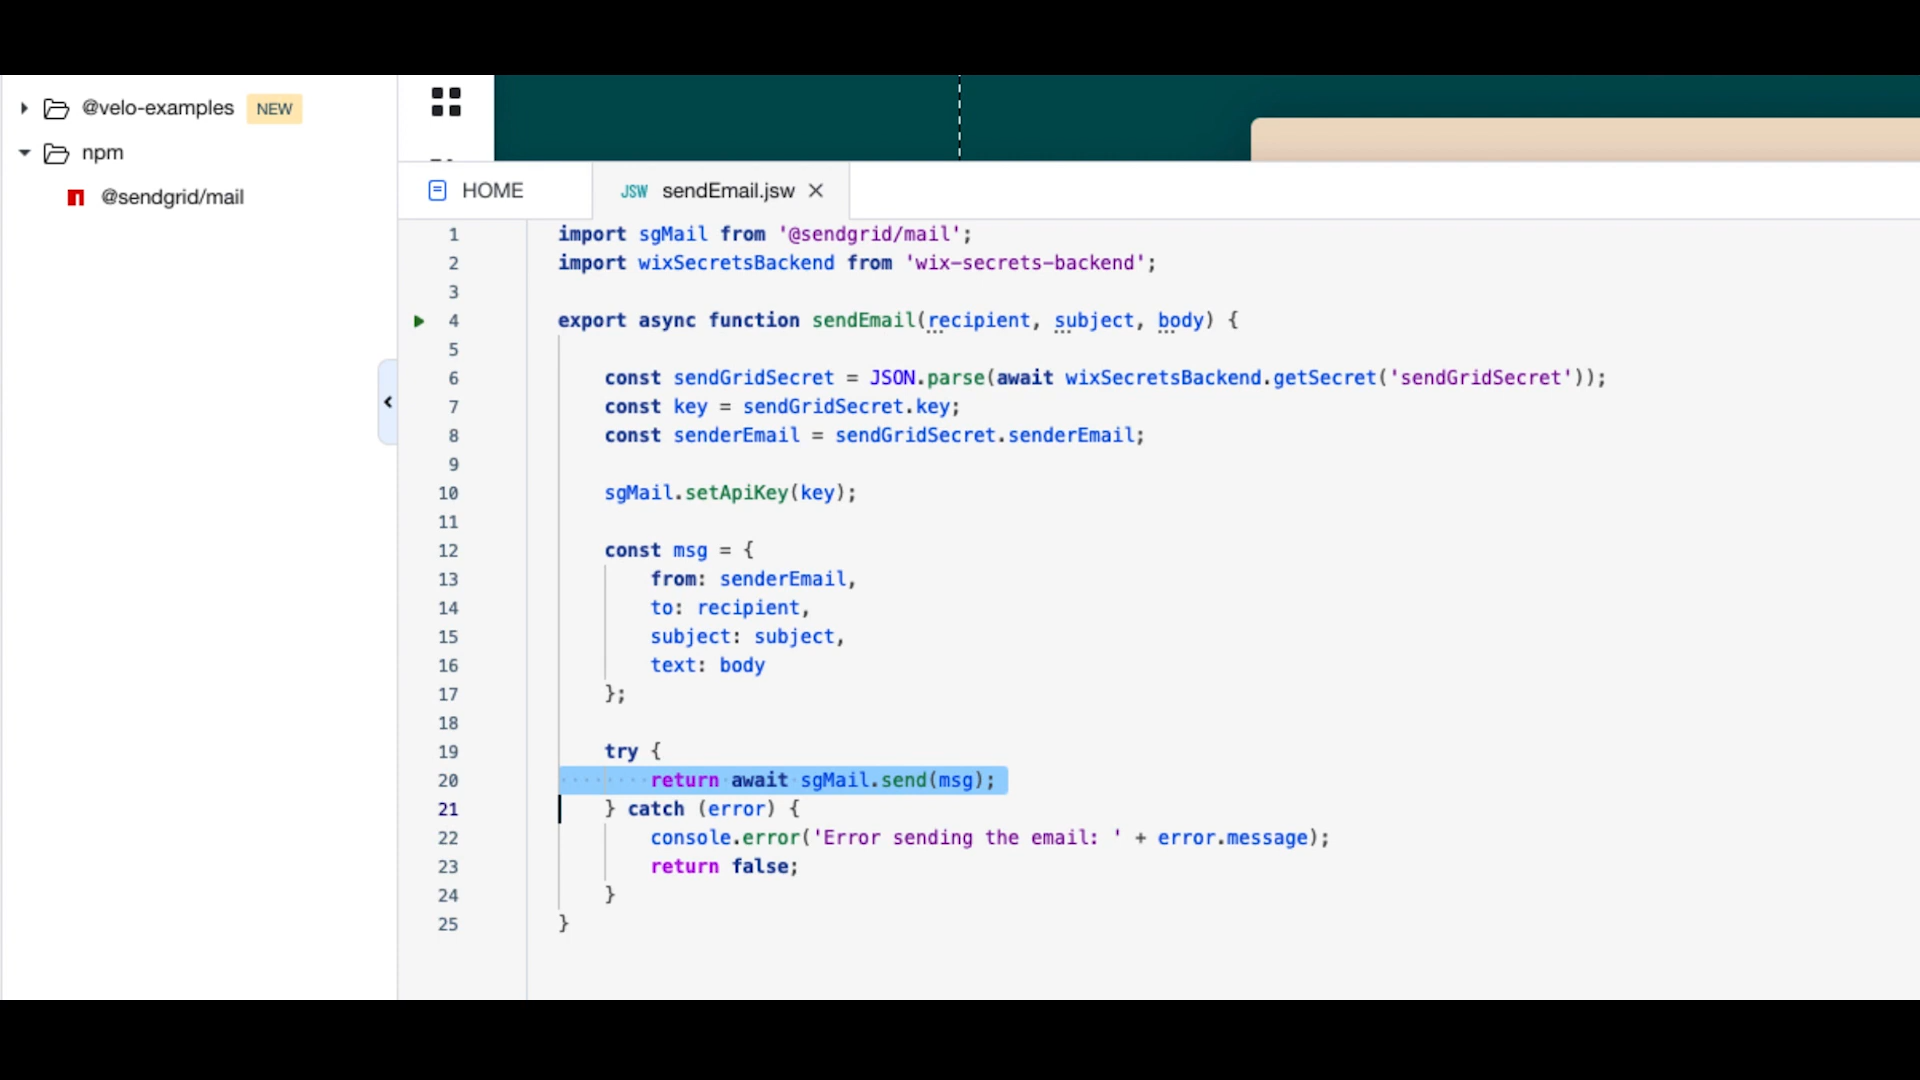 @velo-examples NEW
npm
@sendgrid/mail
HOME
JSW sendEmail.jsw
1 import sgMail from '@sendgrid/mail';
2 import wixSecretsBackend from 'wix-secrets-backend';
3
4 export async function sendEmail(recipient, subject, body) {
5
6 const sendGridSecret = JSON.parse(await wixSecretsBackend.getSecret('sendGridSecret'));
7 const key = sendGridSecret.key;
8 const senderEmail = sendGridSecret.senderEmail;
9
10 sgMail.setApiKey(key);
11
12 const msg = {
13 from: senderEmail,
14 to: recipient,
15 subject: subject,
16 text: body
17 };
18
19 try {
20 return await sgMail.send(msg);
21 } catch (error) {
22 console.error('Error sending the email: ' + error.message);
23 return false;
24 }
25 }